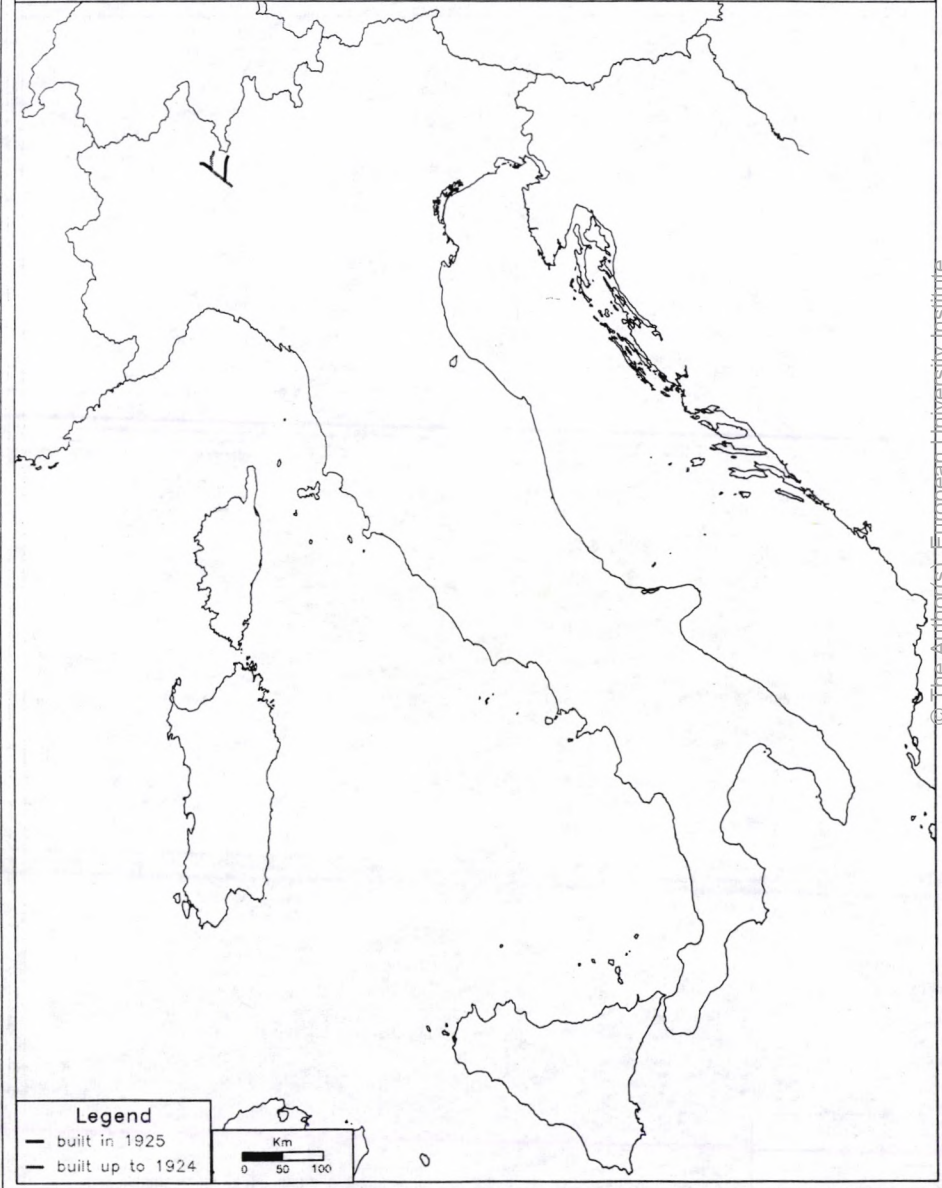 Legend
built in 1925
built up to 1924
Km
0 50 100
© The Author(s). European University Institute